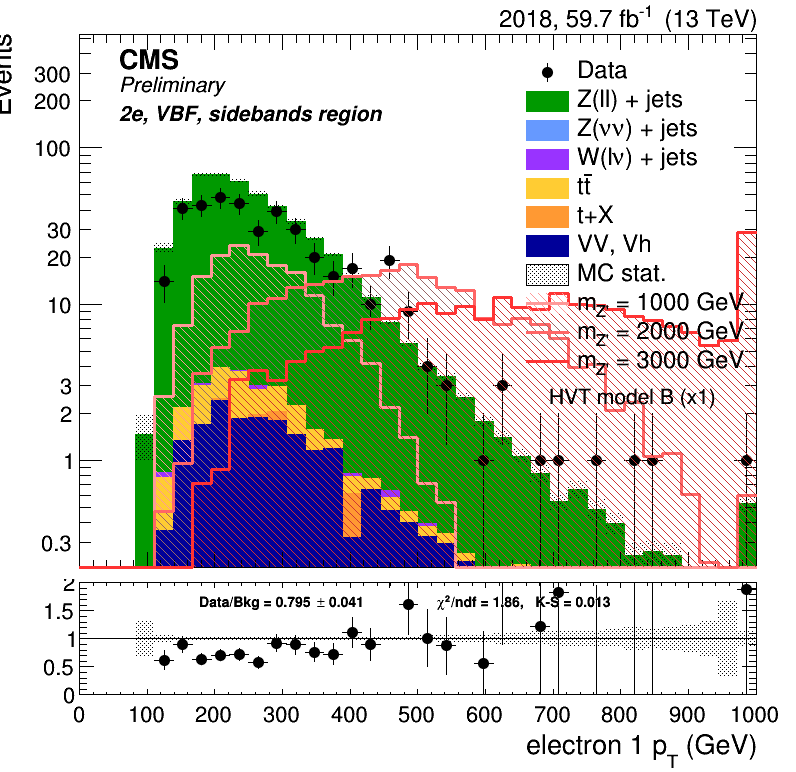 2018, 59.7 fb⁻¹ (13 TeV)
Events
CMS
Preliminary
2e, VBF, sidebands region
Data
Z(ll) + jets
Z(νν) + jets
W(lν) + jets
tt̄
t+X
VV, Vh
MC stat.
m_Z' = 1000 GeV
m_Z' = 2000 GeV
m_Z' = 3000 GeV
HVT model B (x1)
300
200
100
30
20
10
3
2
1
0.3
Data/Bkg = 0.795 ± 0.041 χ²/ndf = 1.86, K-S = 0.013
2
1.5
1
0.5
0
0 100 200 300 400 500 600 700 800 900 1000
electron 1 p_T (GeV)